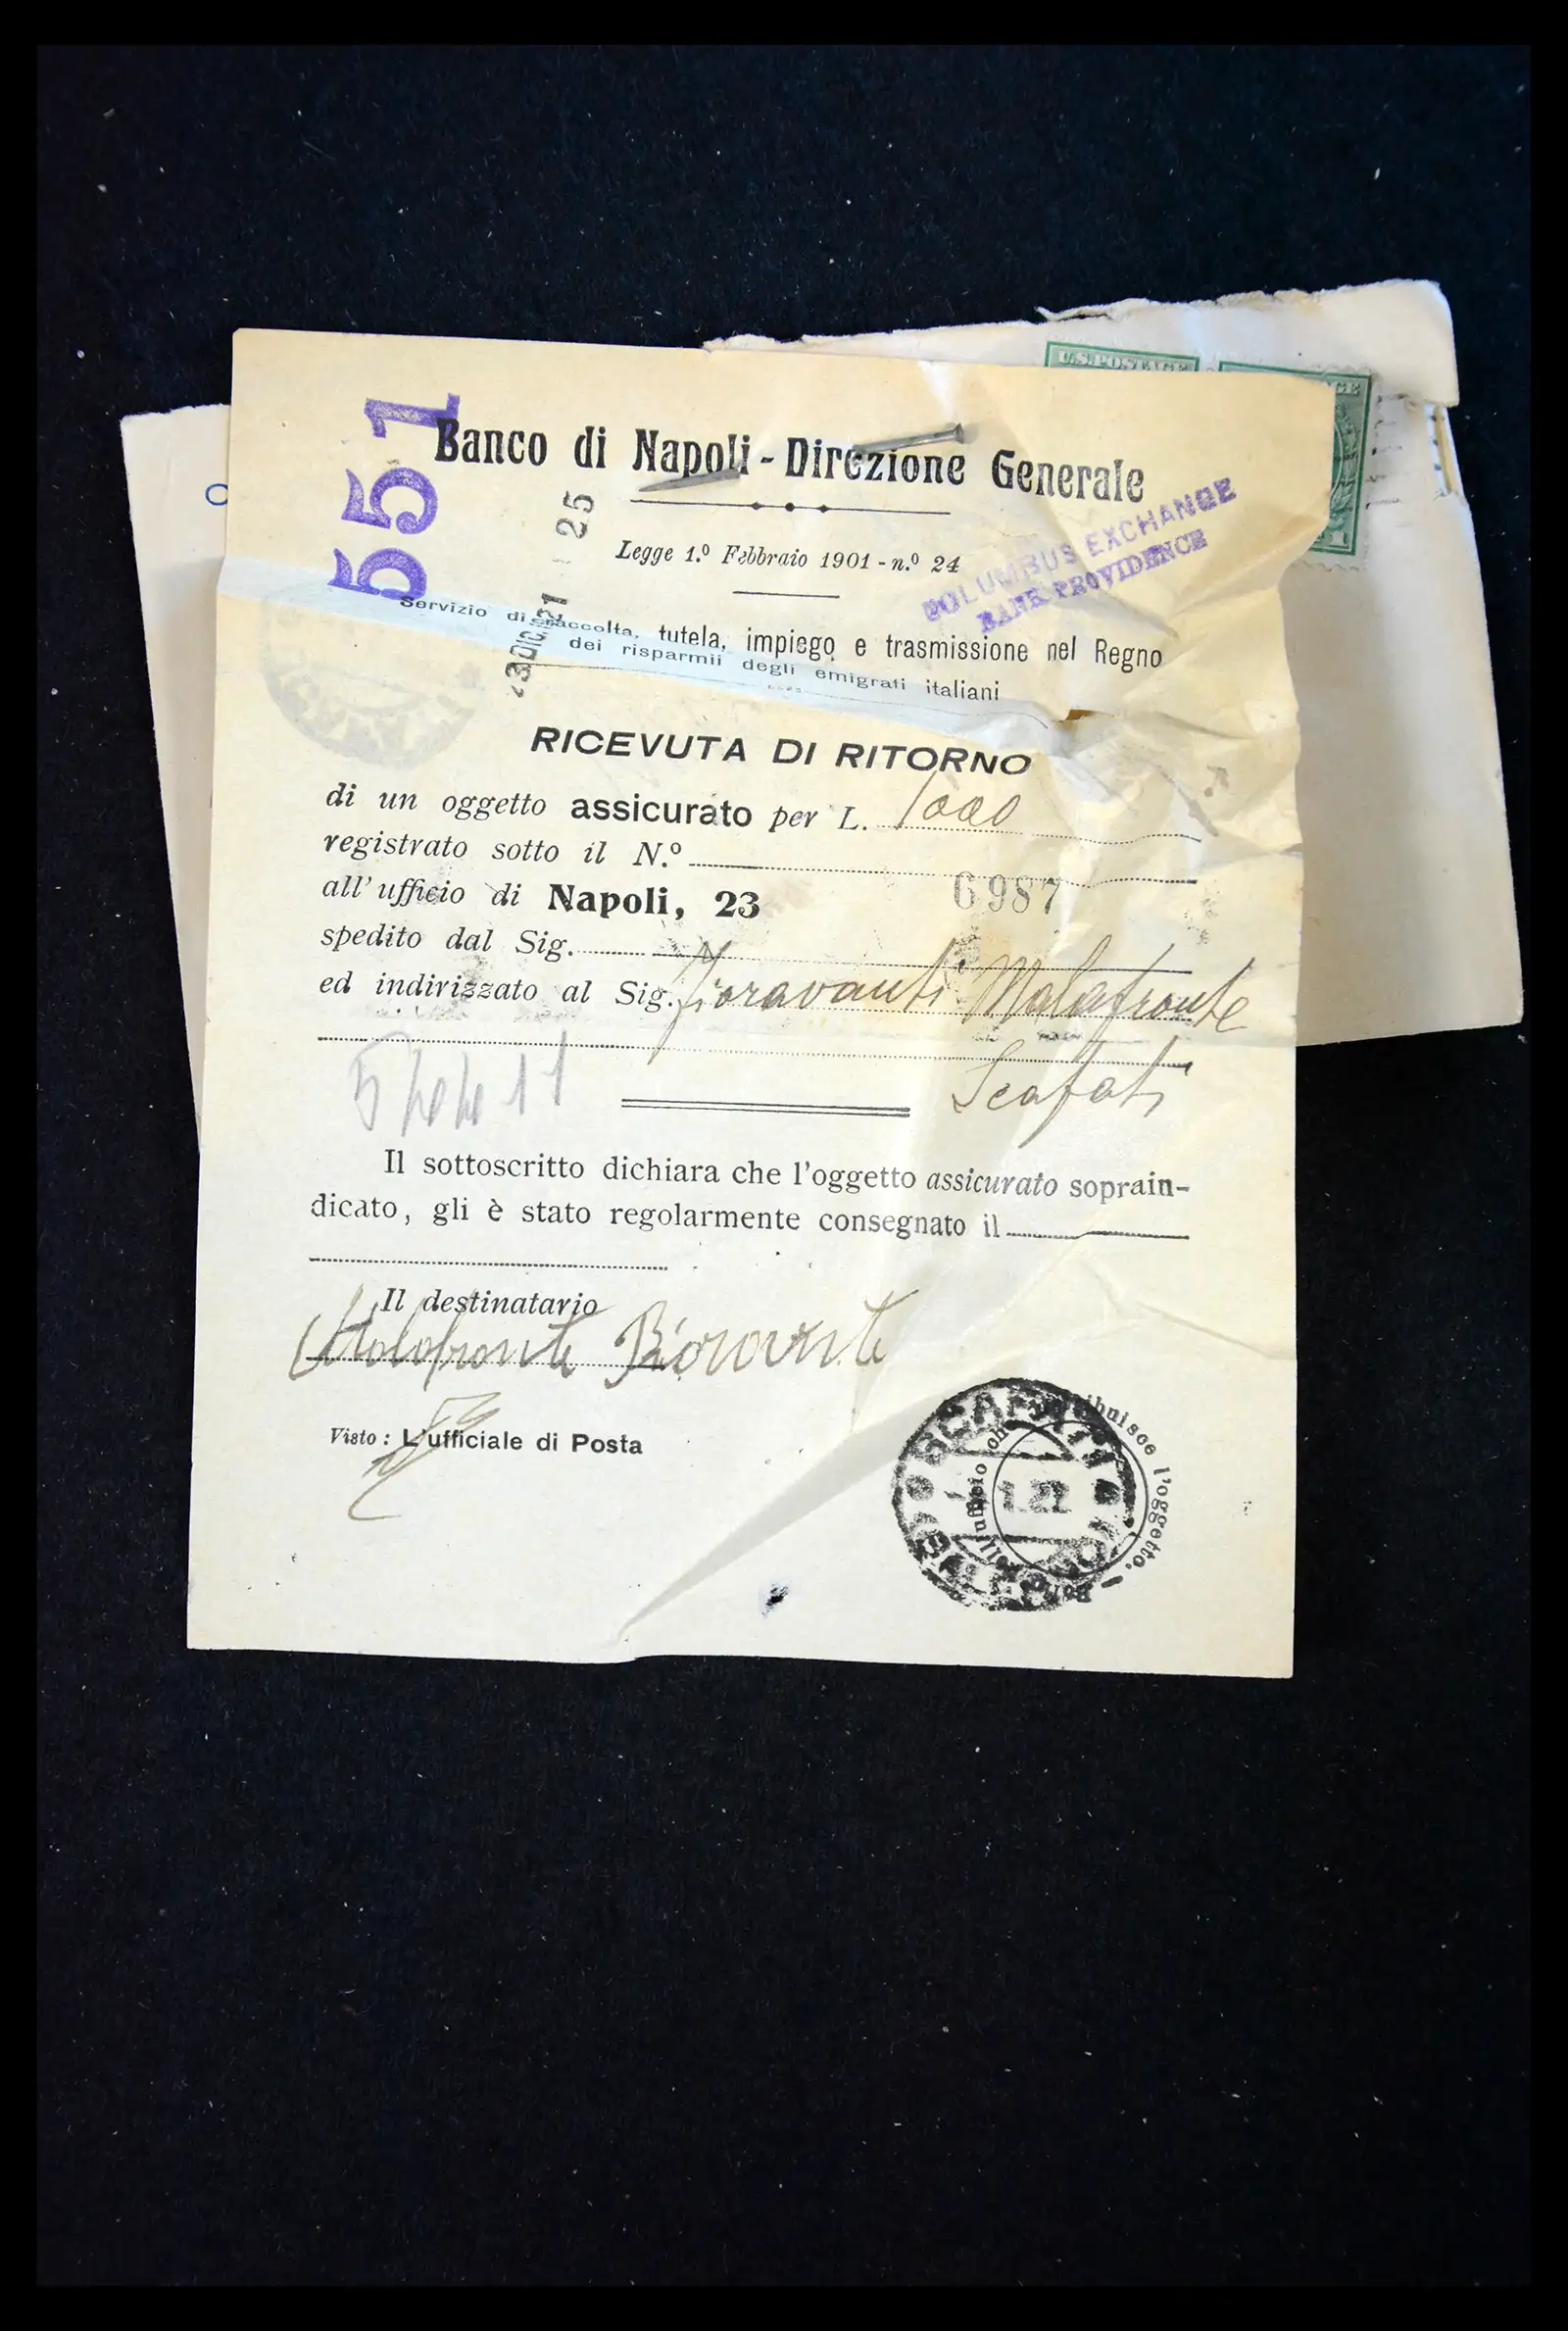 U.S. POSTAGE
551
Banco di Napoli - Direzione Generale
25
Legge 1.º Febbraio 1901 - n.º 24
COLUMBUS EXCHANGE
BANK PROVIDENCE
Servizio di raccolta, tutela, impiego e trasmissione nel Regno
dei risparmii degli emigrati italiani
RICEVUTA DI RITORNO
di un oggetto assicurato per L. 1000
registrato sotto il N.º
all'ufficio di Napoli, 23 6987
spedito dal Sig.
ed indirizzato al Sig. Fioravanti Malafronte
Scafati
Il sottoscritto dichiara che l'oggetto assicurato soprain-
dicato, gli è stato regolarmente consegnato il
Il destinatario
Malafronte Fioravante
Visto: L'ufficiale di Posta
SCAFATI
1.22
l'oggetto.